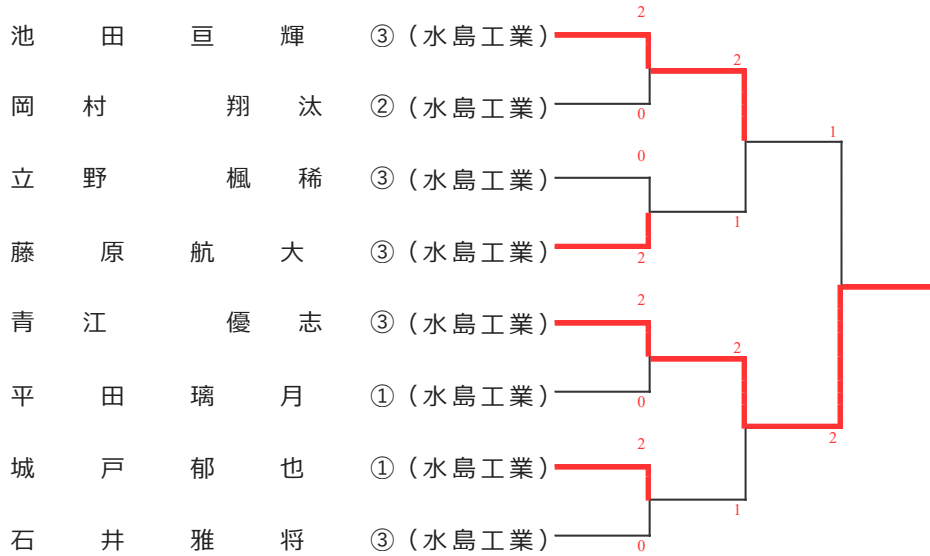 2
池田亘輝 ③（水島工業）
2
岡村 翔汰 ②（水島工業）
0
1
0
立野 楓稀 ③（水島工業）
1
藤原航大 ③（水島工業）
2
2
青江 優志 ③（水島工業）
2
平田璃月 ①（水島工業）
0
2
2
城戸郁也 ①（水島工業）
1
石井雅将 ③（水島工業）
0